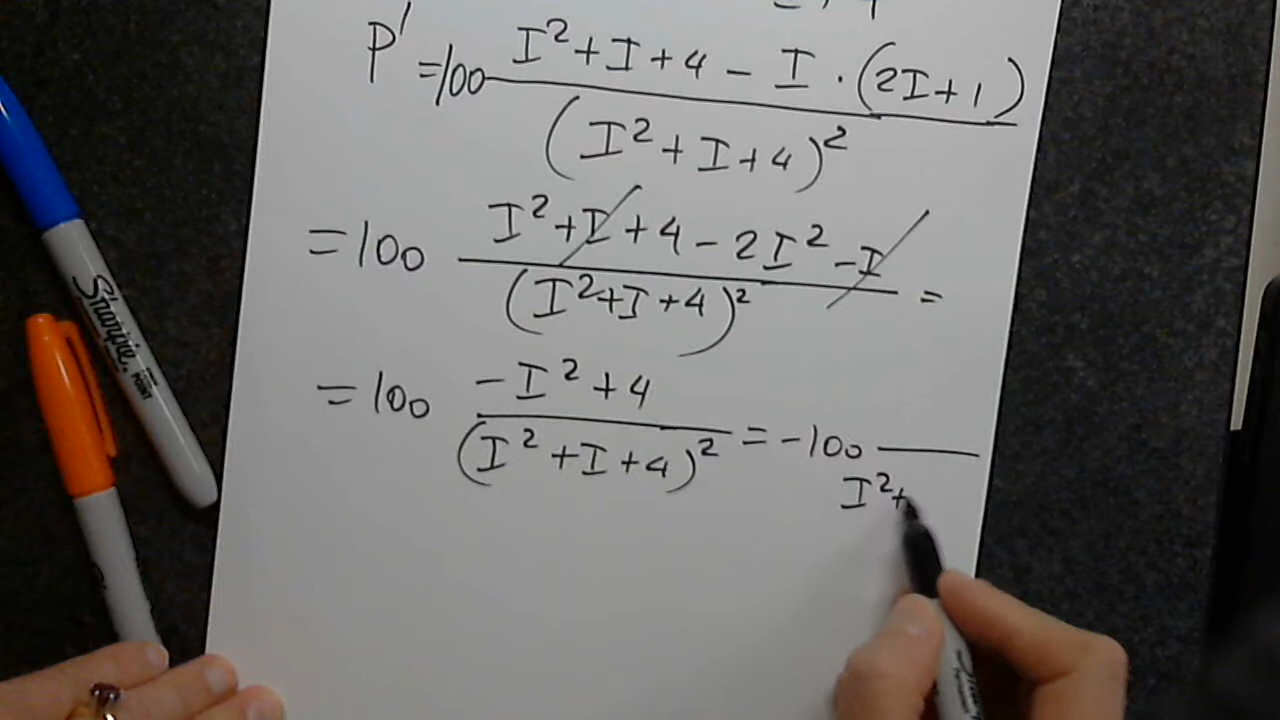 P' = 100 (I² + I + 4 - I · (2I + 1)) / (I² + I + 4)²
= 100 (I² + I + 4 - 2I² - I) / (I² + I + 4)² =
= 100 (-I² + 4) / (I² + I + 4)² = -100 / I² +
Sharpie.
POINT